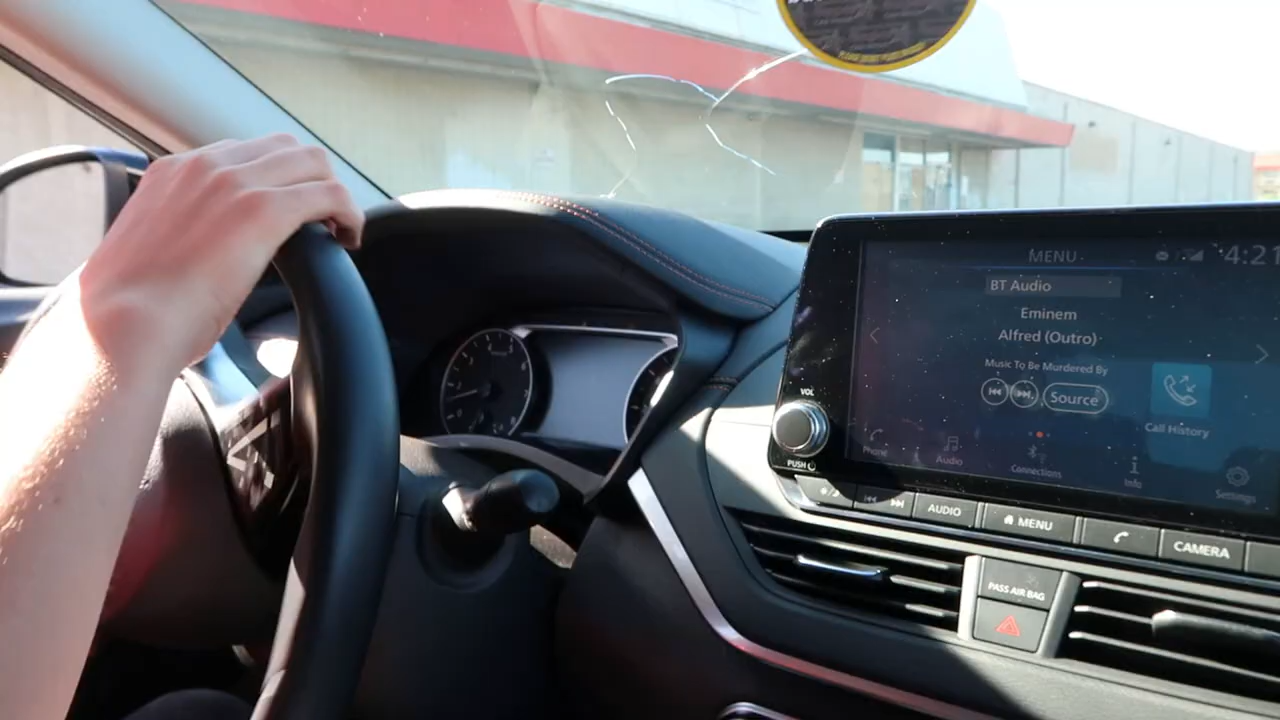 MENU
4:21
BT Audio
Eminem
Alfred (Outro)
Music To Be Murdered By
Source
Call History
Phone
Audio
Connections
Info
Settings
VOL
PUSH
AUDIO
MENU
CAMERA
PASS AIR BAG